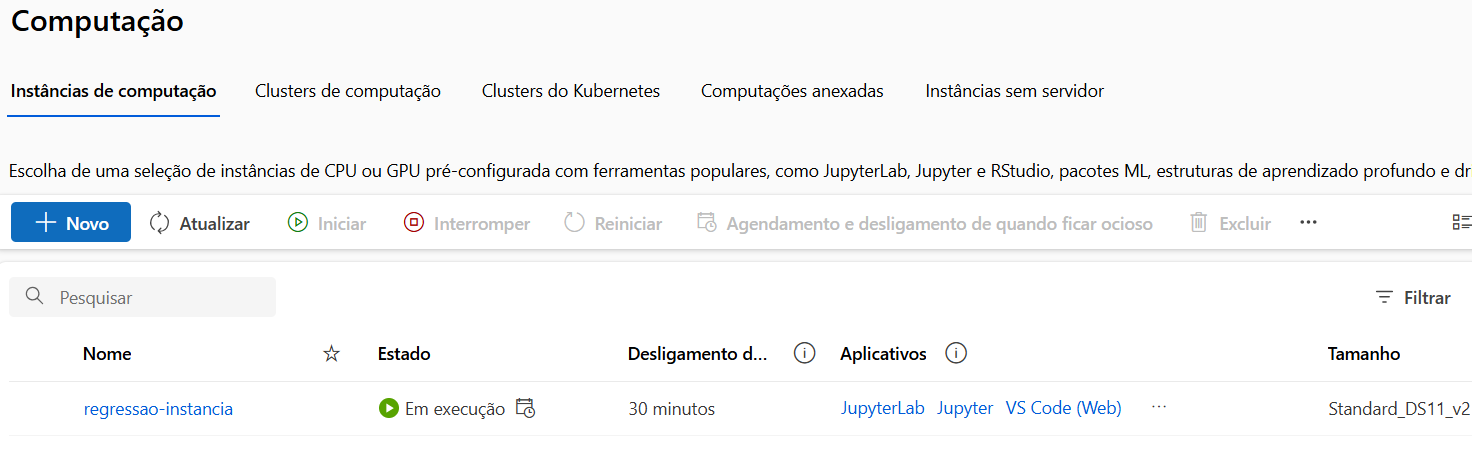 Computação
Instâncias de computação Clusters de computação Clusters do Kubernetes Computações anexadas Instâncias sem servidor
Escolha de uma seleção de instâncias de CPU ou GPU pré-configurada com ferramentas populares, como JupyterLab, Jupyter e RStudio, pacotes ML, estruturas de aprendizado profundo e dr
Novo Atualizar Iniciar Interromper Reiniciar Agendamento e desligamento de quando ficar ocioso Excluir ...
Pesquisar Filtrar
Nome Estado Desligamento d... Aplicativos Tamanho
regressao-instancia Em execução 30 minutos JupyterLab Jupyter VS Code (Web) ... Standard_DS11_v2